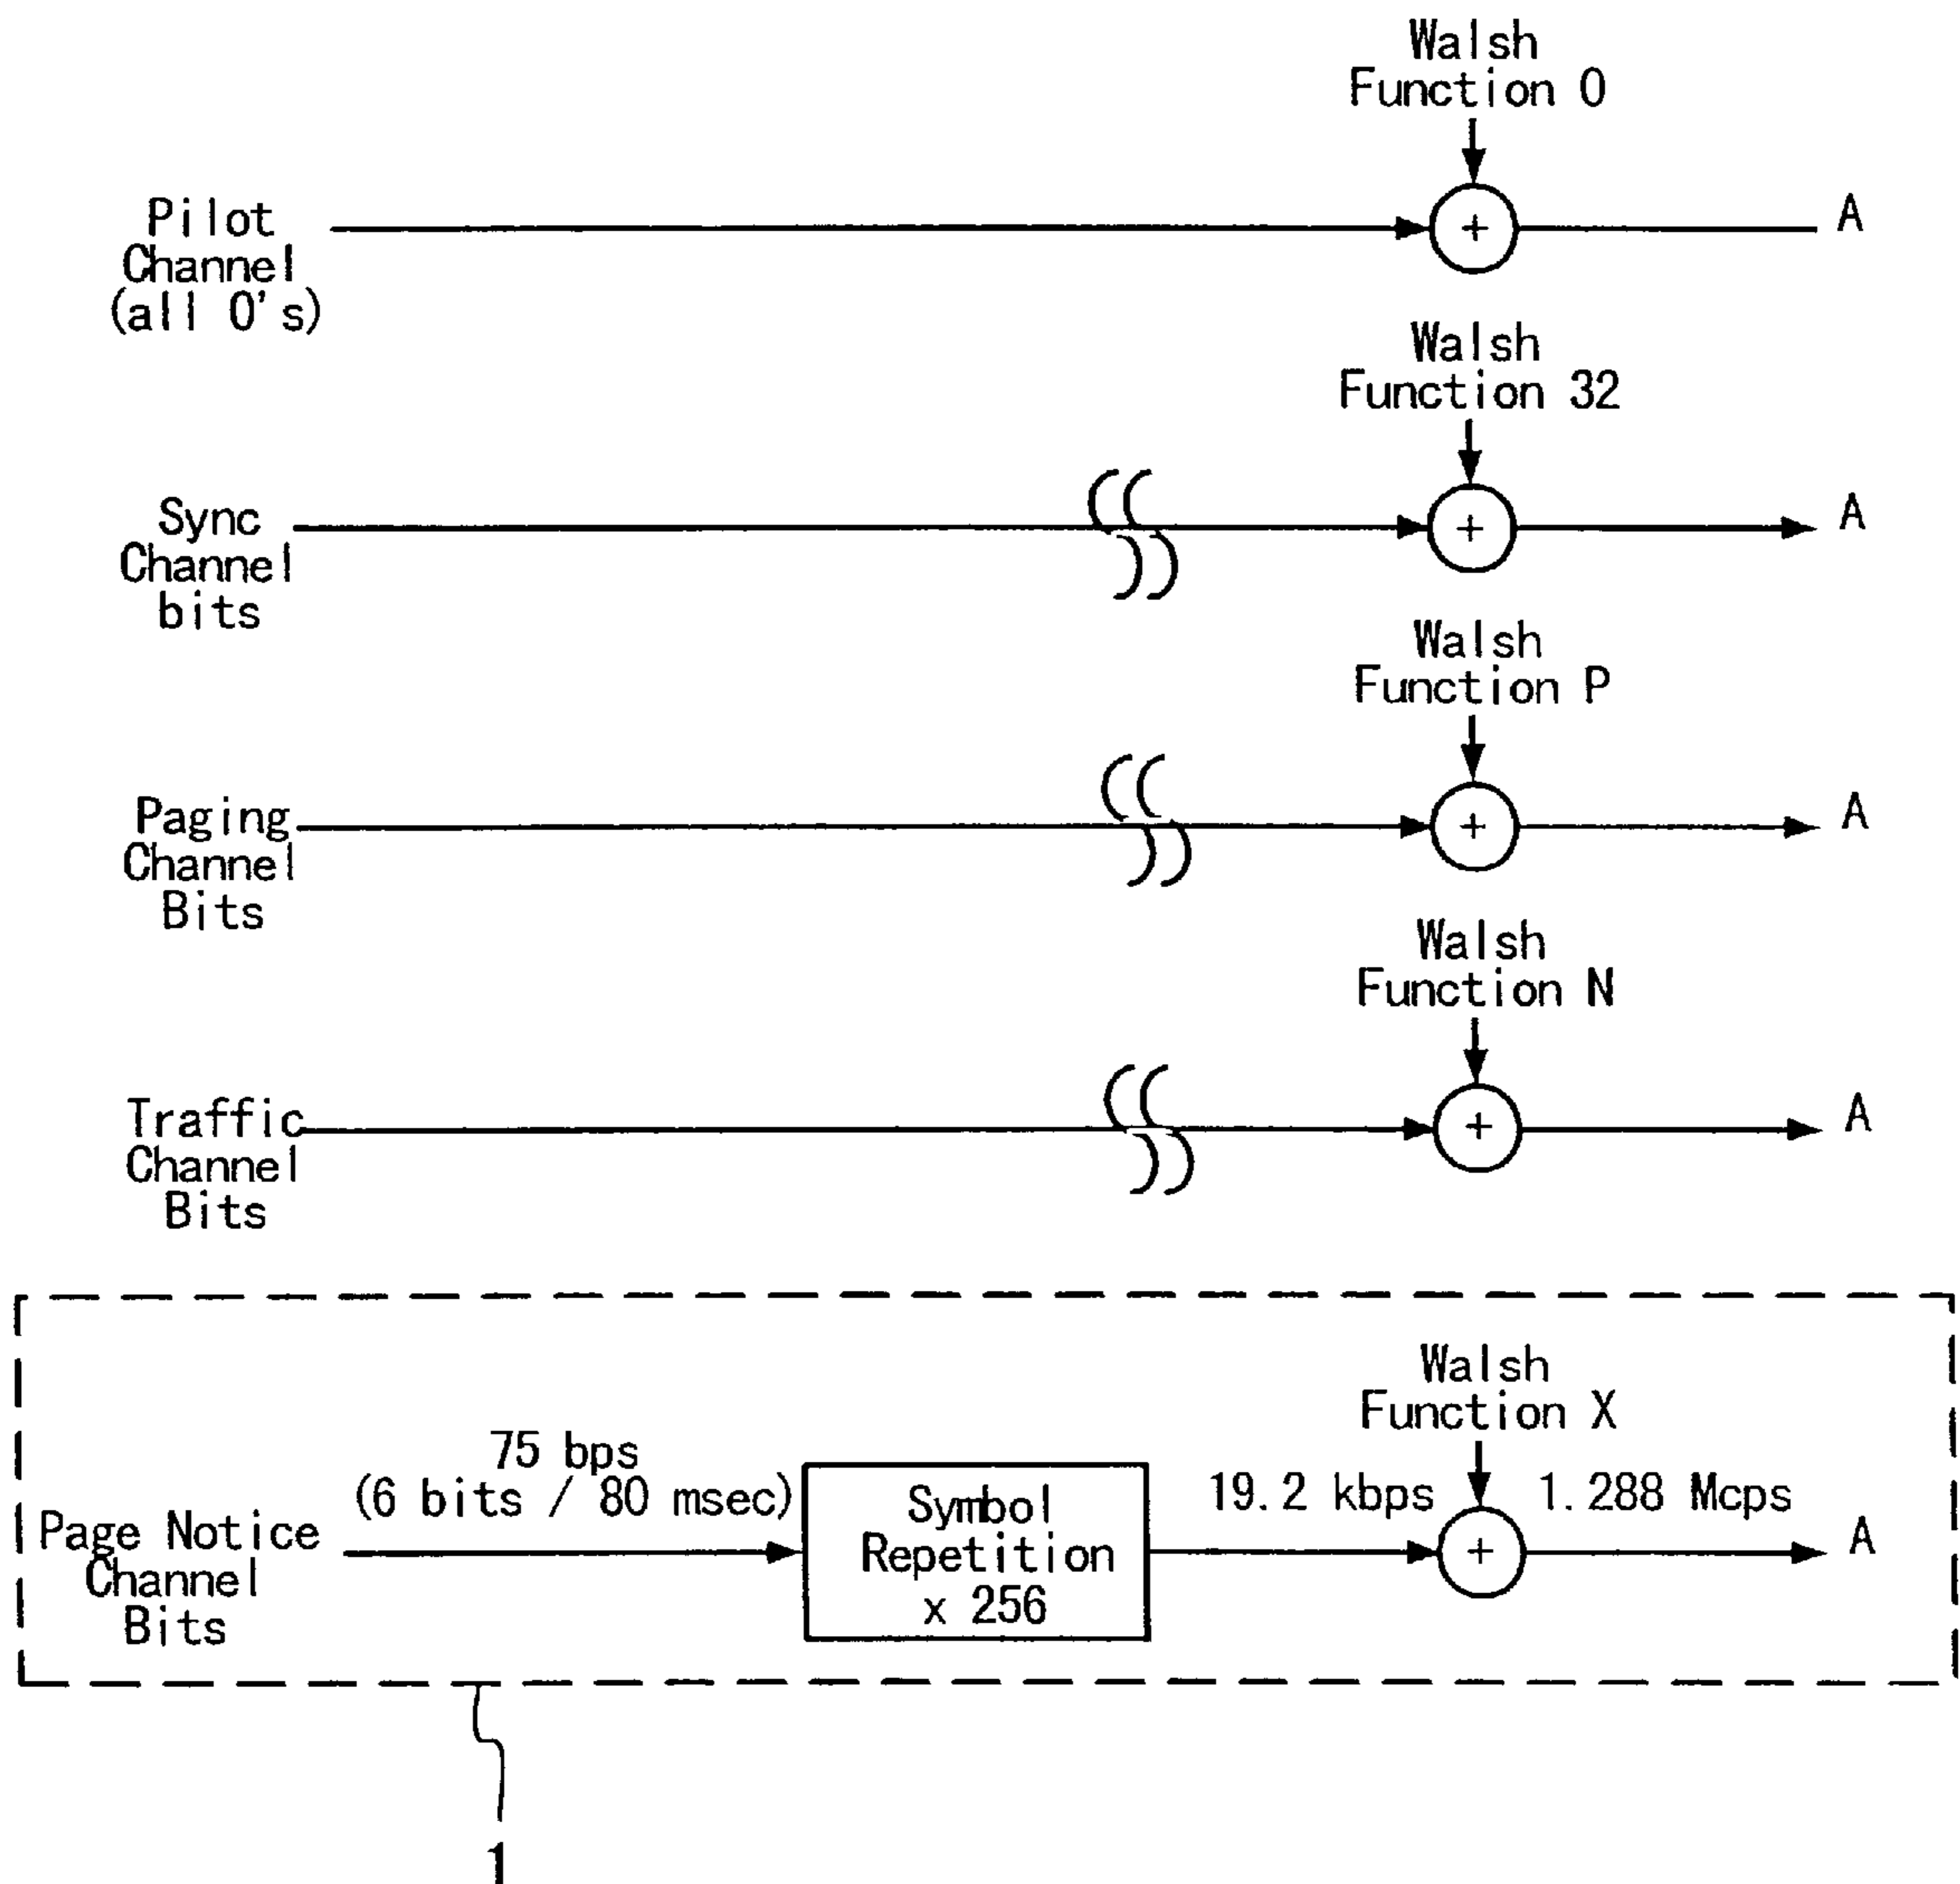 Walsh
Function 0
Pilot
Channel
(all 0's)
+
A
Walsh
Function 32
Sync
Channel
bits
+
A
Walsh
Function P
Paging
Channel
Bits
+
A
Walsh
Function N
Traffic
Channel
Bits
+
A
Walsh
Function X
75 bps
(6 bits / 80 msec)
Page Notice
Channel
Bits
Symbol
Repetition
x 256
19.2 kbps
+
1.288 Mcps
A
1